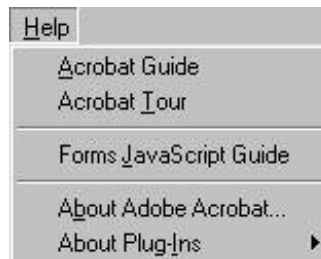 Help
Acrobat Guide
Acrobat Tour
Forms JavaScript Guide
About Adobe Acrobat...
About Plug-Ins